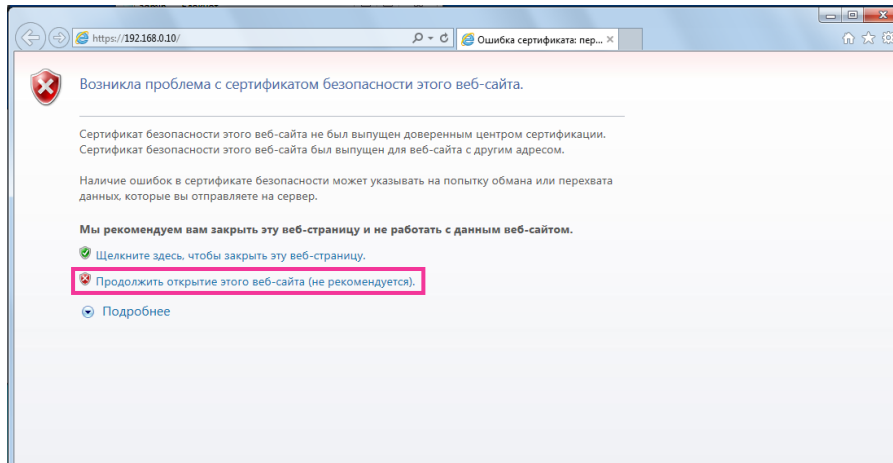 https://192.168.0.10/
Ошибка сертификата: пер...
Возникла проблема с сертификатом безопасности этого веб-сайта.
Сертификат безопасности этого веб-сайта не был выпущен доверенным центром сертификации.
Сертификат безопасности этого веб-сайта был выпущен для веб-сайта с другим адресом.
Наличие ошибок в сертификате безопасности может указывать на попытку обмана или перехвата
данных, которые вы отправляете на сервер.
Мы рекомендуем вам закрыть эту веб-страницу и не работать с данным веб-сайтом.
Щелкните здесь, чтобы закрыть эту веб-страницу.
Продолжить открытие этого веб-сайта (не рекомендуется).
Подробнее